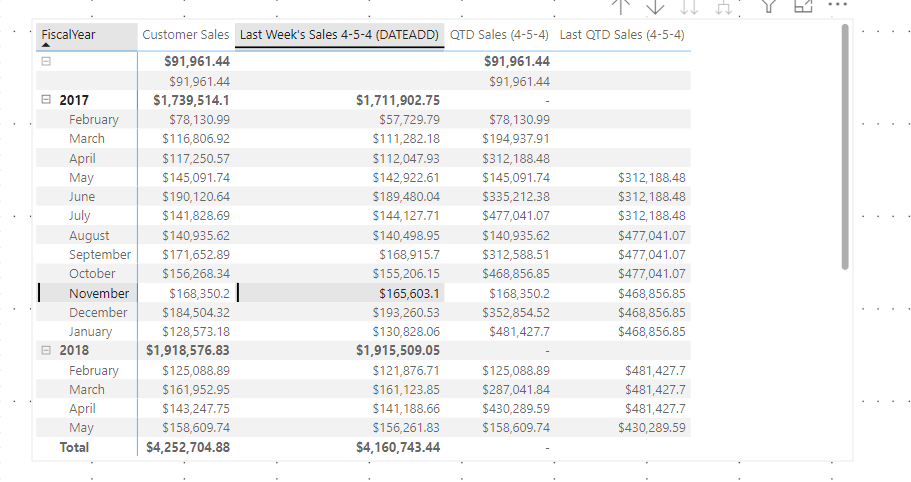 FiscalYear Customer Sales Last Week's Sales 4-5-4 (DATEADD) QTD Sales (4-5-4) Last QTD Sales (4-5-4)
$91,961.44 $91,961.44
$91,961.44 $91,961.44
2017 $1,739,514.1 $1,711,902.75 -
February $78,130.99 $57,729.79 $78,130.99
March $116,806.92 $111,282.18 $194,937.91
April $117,250.57 $112,047.93 $312,188.48
May $145,091.74 $142,922.61 $145,091.74 $312,188.48
June $190,120.64 $189,480.04 $335,212.38 $312,188.48
July $141,828.69 $144,127.71 $477,041.07 $312,188.48
August $140,935.62 $140,498.95 $140,935.62 $477,041.07
September $171,652.89 $168,915.7 $312,588.51 $477,041.07
October $156,268.34 $155,206.15 $468,856.85 $477,041.07
November $168,350.2 $165,603.1 $168,350.2 $468,856.85
December $184,504.32 $193,260.53 $352,854.52 $468,856.85
January $128,573.18 $130,828.06 $481,427.7 $468,856.85
2018 $1,918,576.83 $1,915,509.05 -
February $125,088.89 $121,876.71 $125,088.89 $481,427.7
March $161,952.95 $161,123.85 $287,041.84 $481,427.7
April $143,247.75 $141,188.66 $430,289.59 $481,427.7
May $158,609.74 $156,261.83 $158,609.74 $430,289.59
Total $4,252,704.88 $4,160,743.44 -